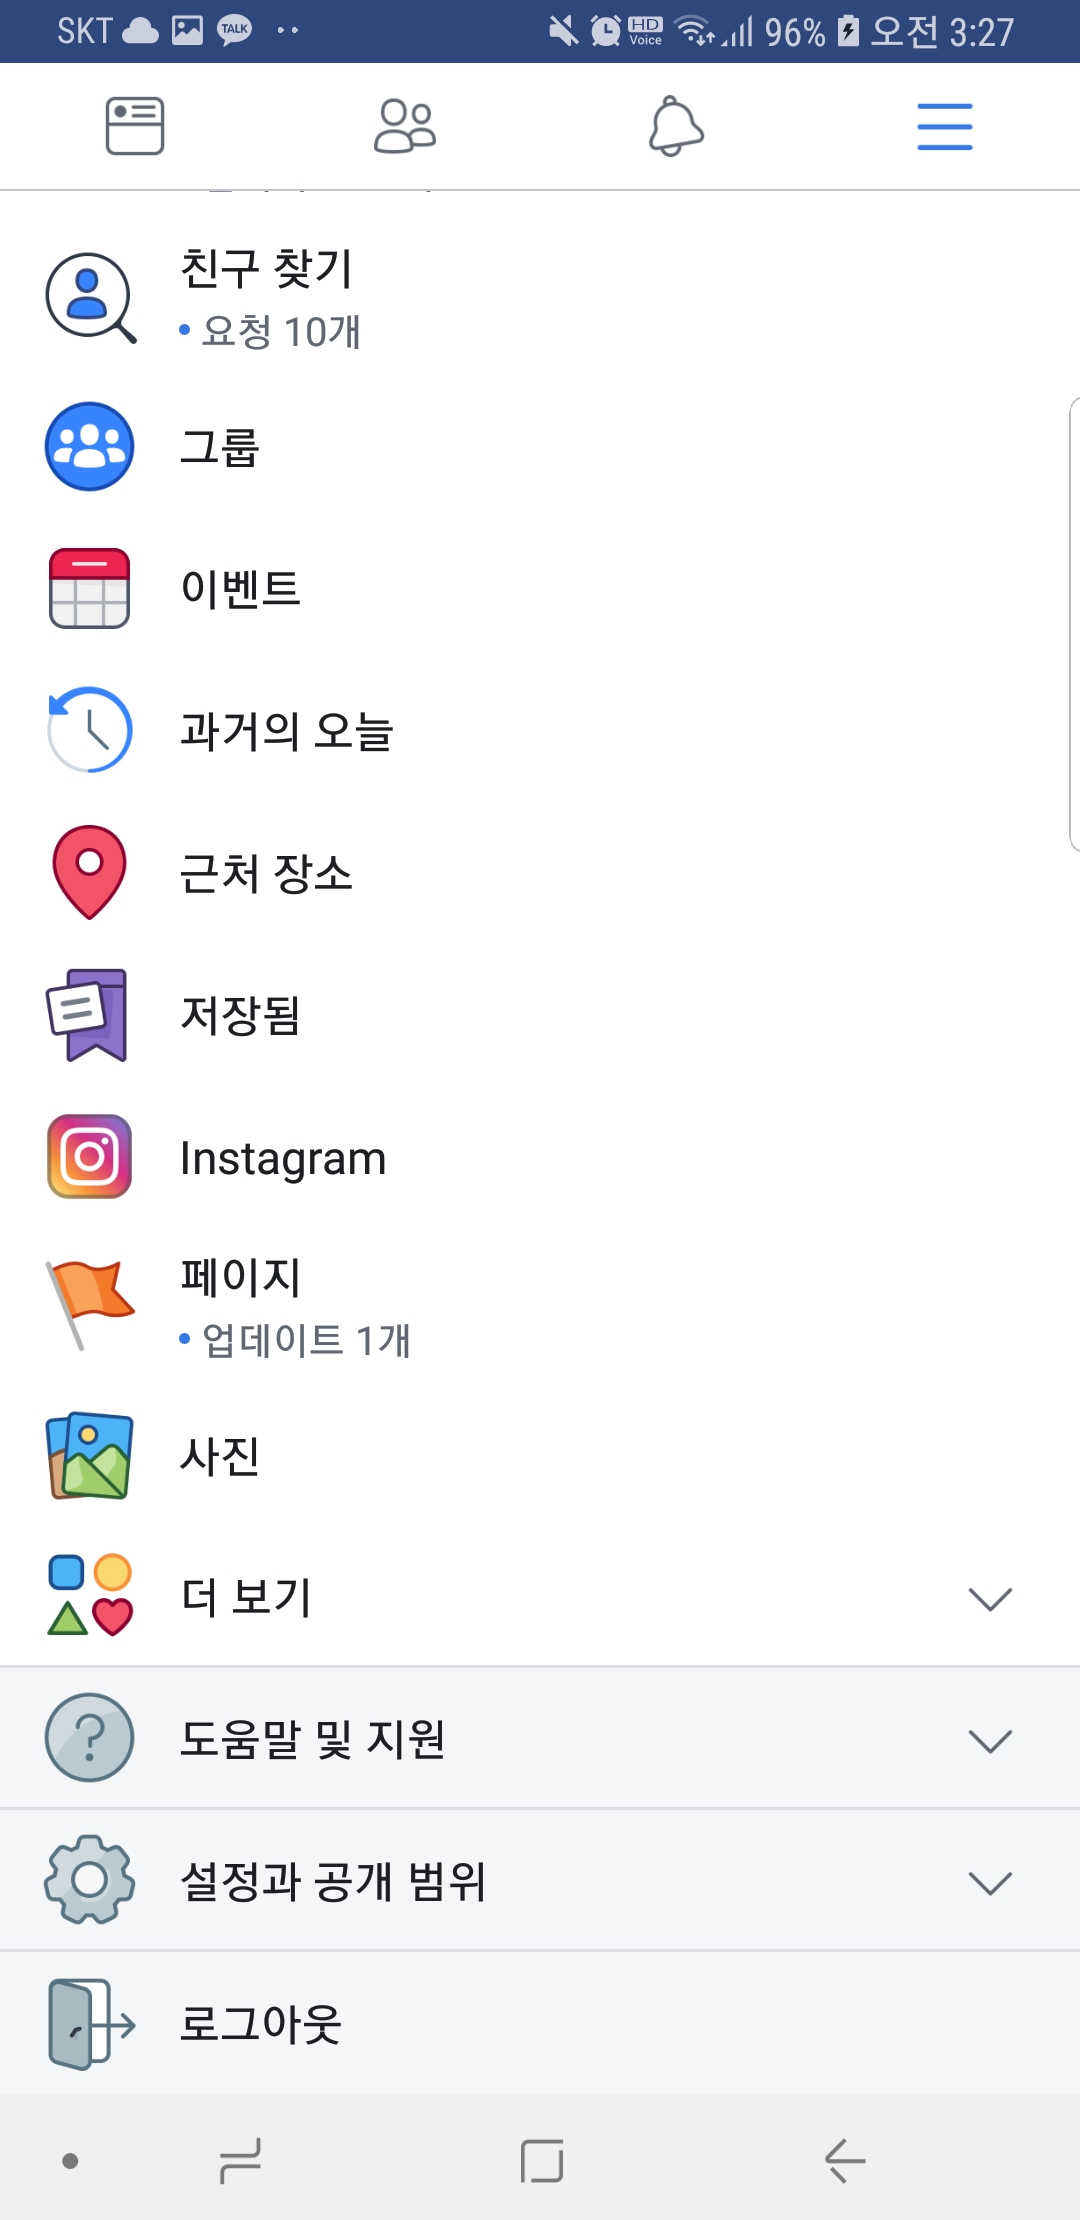 SKT TALK HD Voice 96% 오전 3:27
친구 찾기
• 요청 10개
그룹
이벤트
과거의 오늘
근처 장소
저장됨
Instagram
페이지
• 업데이트 1개
사진
더 보기
도움말 및 지원
설정과 공개 범위
로그아웃